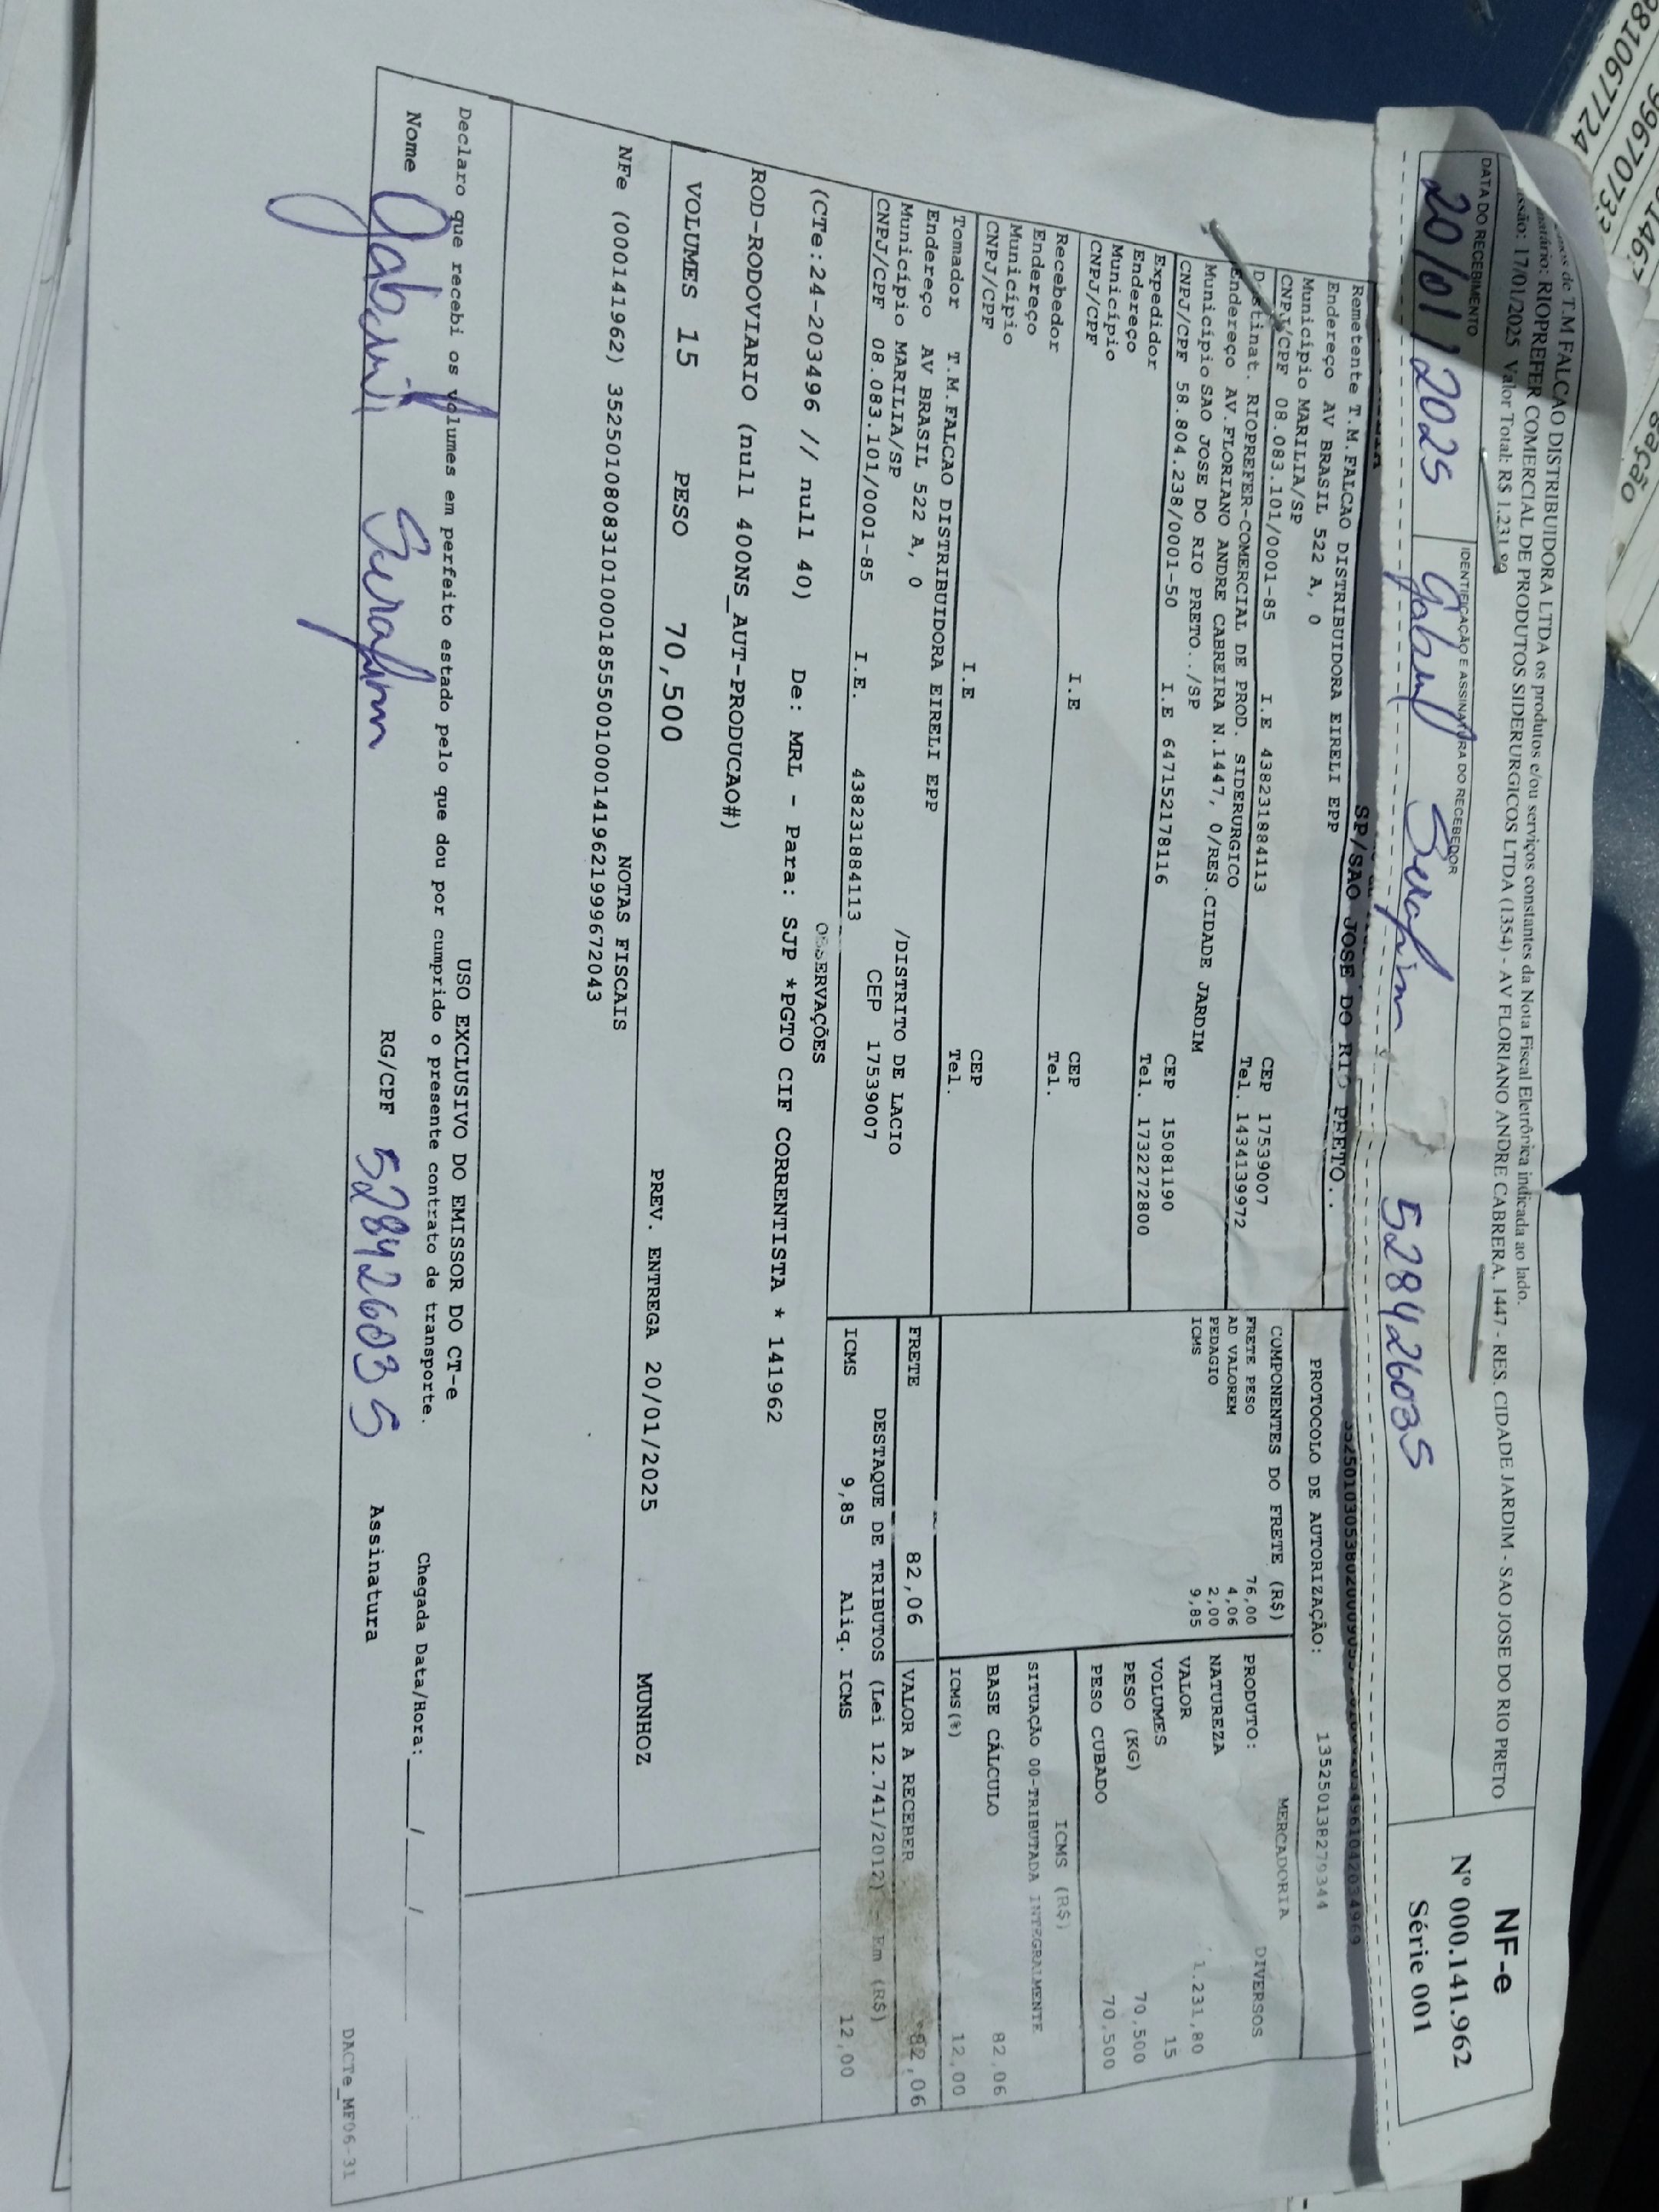 de T.M FALCAO DISTRIBUIDORA LTDA os produtos e/ou serviços constantes da Nota Fiscal Eletrônica indicada ao lado.
RIOPREFER COMERCIAL DE PRODUTOS SIDERURGICOS LTDA (1354) - AV FLORIANO ANDRE CABRERA, 1447 - RES. CIDADE JARDIM - SAO JOSE DO RIO PRETO
17/01/2025 Valor Total: R$ 1.231,80
DATA DO RECEBIMENTO
20/01/2025
IDENTIFICAÇÃO E ASSINATURA DO RECEBEDOR
Gabriel Serafim 528426035
NF-e
Nº 000.141.962
Série 001
SP/SAO JOSE DO RIO PRETO..
Remetente T.M.FALCAO DISTRIBUIDORA EIRELI EPP
Endereço AV BRASIL 522 A, 0
Município MARILIA/SP CEP 17539007
CNPJ/CPF 08.083.101/0001-85 I.E 438231884113 Tel. 1434139972
Destinat. RIOPREFER-COMERCIAL DE PROD. SIDERURGICO
Endereço AV.FLORIANO ANDRE CABREIRA N.1447, 0/RES.CIDADE JARDIM
Município SAO JOSE DO RIO PRETO../SP CEP 15081190
CNPJ/CPF 58.804.238/0001-50 I.E 647152178116 Tel. 1732272800
Expedidor
Endereço
Município CEP
CNPJ/CPF I.E Tel.
Recebedor
Endereço
Município CEP
CNPJ/CPF I.E Tel.
Tomador T.M.FALCAO DISTRIBUIDORA EIRELI EPP
Endereço AV BRASIL 522 A, 0 /DISTRITO DE LACIO
Município MARILIA/SP CEP 17539007
CNPJ/CPF 08.083.101/0001-85 I.E. 438231884113
PROTOCOLO DE AUTORIZAÇÃO: 135250138279344
COMPONENTES DO FRETE (R$)
FRETE PESO 76,00
AD VALOREM 4,06
PEDAGIO 2,00
ICMS 9,85
MERCADORIA
PRODUTO: DIVERSOS
NATUREZA
VALOR 1.231,80
VOLUMES 15
PESO (KG) 70,500
PESO CUBADO 70,500
ICMS (R$)
SITUAÇÃO 00-TRIBUTADA INTEGRALMENTE
BASE CÁLCULO 82,06
ICMS(%) 12,00
FRETE 82,06 VALOR A RECEBER 82,06
DESTAQUE DE TRIBUTOS (Lei 12.741/2012) - Em (R$)
ICMS 9,85 Aliq. ICMS 12,00
OBSERVAÇÕES
(CTe:24-203496 // null 40) De: MRL - Para: SJP *PGTO CIF CORRENTISTA * 141962
ROD-RODOVIARIO (null 400NS_AUT-PRODUCAO#)
VOLUMES 15 PESO 70,500 PREV. ENTREGA 20/01/2025 MUNHOZ
NOTAS FISCAIS
NFe (000141962) 35250108083101000185550010001419621999672043
USO EXCLUSIVO DO EMISSOR DO CT-e
Declaro que recebi os volumes em perfeito estado pelo que dou por cumprido o presente contrato de transporte. Chegada Data/Hora:____/____/____ ____:____
Nome Gabriel Serafim RG/CPF 528426035 Assinatura
DACTe_MF06-31